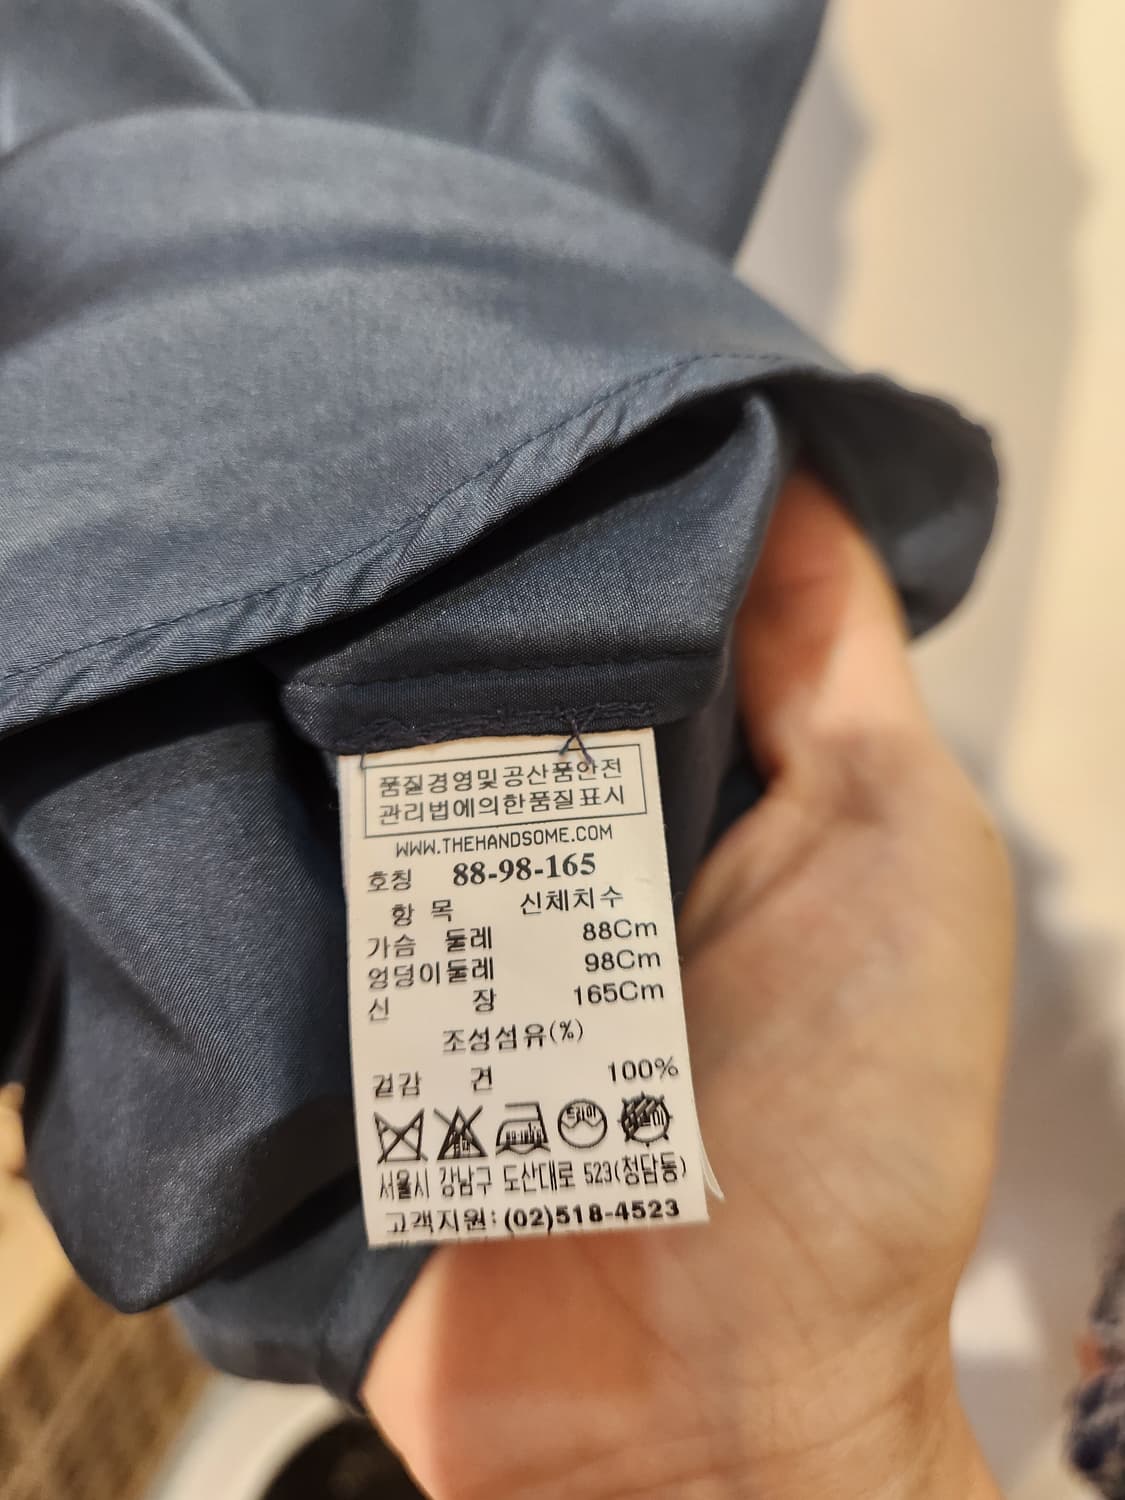 품질경영및공산품안전
관리법에의한품질표시
WWW.THEHANDSOME.COM
호칭 88-98-165
항 목 신체치수
가슴 둘레 88Cm
엉덩이둘레 98Cm
신 장 165Cm
조성섬유(%)
겉감 견 100%
드라이
서울시 강남구 도산대로 523(청담동)
고객지원:(02)518-4523